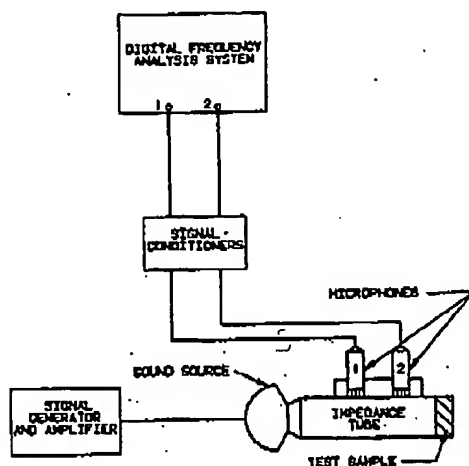 DIGITAL FREQUENCY
ANALYSIS SYSTEM
1 2
SIGNAL
CONDITIONERS
MICROPHONES
SOUND SOURCE
1 2
SIGNAL
GENERATOR
AND AMPLIFIER
IMPEDANCE
TUBE
TEST SAMPLE